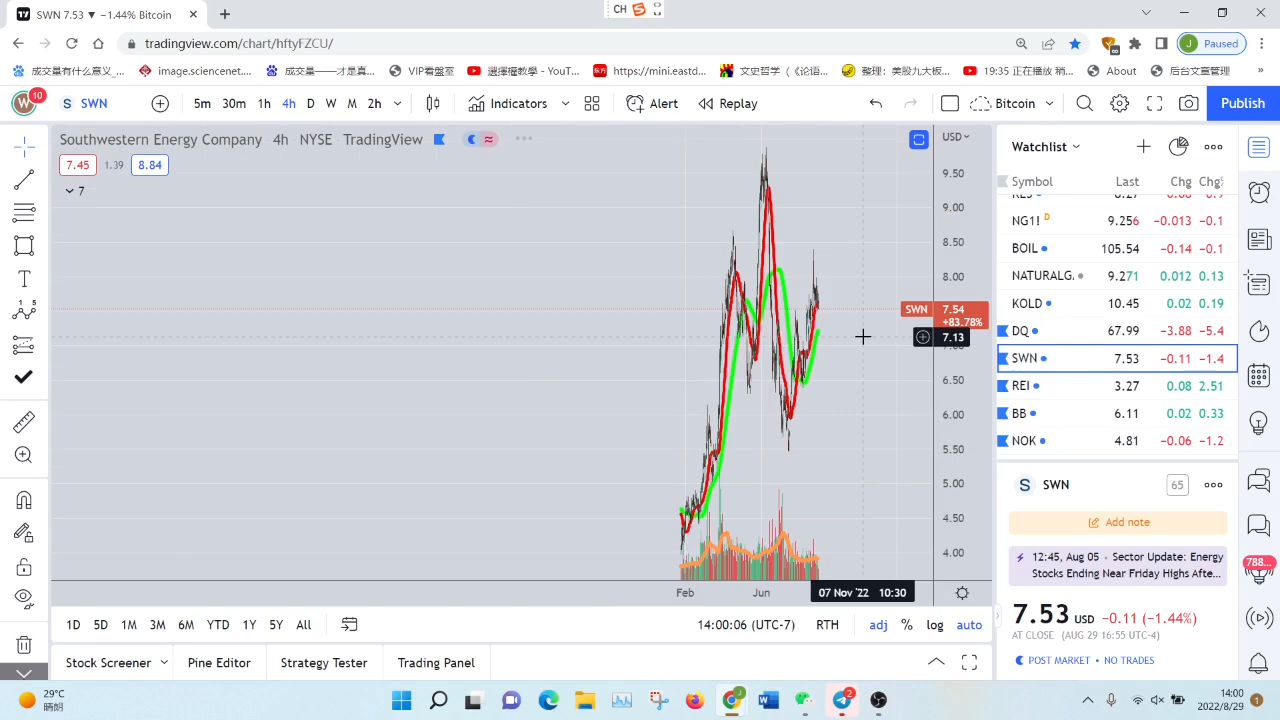 SWN 7.53 ▼ −1.44% Bitcoin
CH
tradingview.com/chart/hftyFZCU/
J Paused
成交量有什么意义_...
image.sciencenet....
成交量——才是真...
VIP看盤室
選擇權教學 - YouT...
https://mini.eastd...
文史哲学（《论语...
整理：美股九大板...
19:35 正在播放 稍...
About
后台文章管理
»
W 10
S SWN
5m 30m 1h 4h D W M 2h
Indicators
Alert
Replay
Bitcoin
Publish
Southwestern Energy Company 4h NYSE TradingView
7.45 1.39 8.84
7
USD
9.50
9.00
8.50
8.00
SWN 7.54
+83.78%
7.13
6.50
6.00
5.50
5.00
4.50
4.00
Feb Jun 07 Nov '22 10:30
1D 5D 1M 3M 6M YTD 1Y 5Y All
14:00:06 (UTC-7) RTH adj % log auto
Stock Screener
Pine Editor
Strategy Tester
Trading Panel
Watchlist
Symbol Last Chg Chg%
NG1! D 9.256 −0.013 −0.1
BOIL 105.54 −0.14 −0.1
NATURALG. 9.271 0.012 0.13
KOLD 10.45 0.02 0.19
DQ 67.99 −3.88 −5.4
SWN 7.53 −0.11 −1.4
REI 3.27 0.08 2.51
BB 6.11 0.02 0.33
NOK 4.81 −0.06 −1.2
S SWN 65
Add note
12:45, Aug 05 · Sector Update: Energy
Stocks Ending Near Friday Highs Afte...
7.53 USD −0.11 (−1.44%)
AT CLOSE (AUG 29 16:55 UTC-4)
POST MARKET • NO TRADES
788...
29°C
晴朗
2
14:00
2022/8/29
1